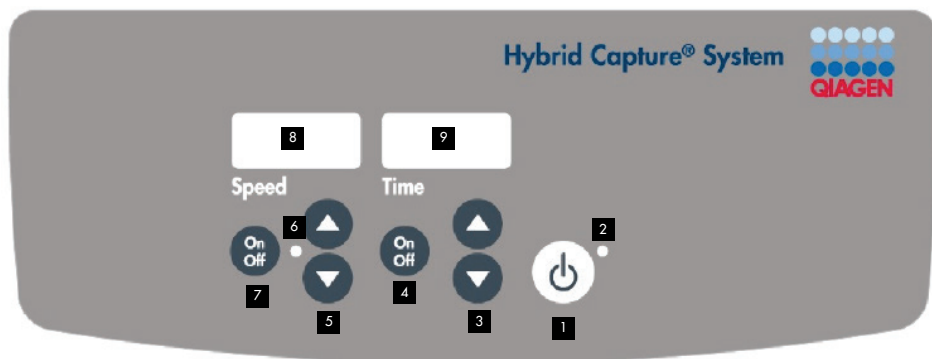 Hybrid Capture® System
QIAGEN
8
9
Speed
Time
6
2
On
Off
On
Off
7
4
5
3
1